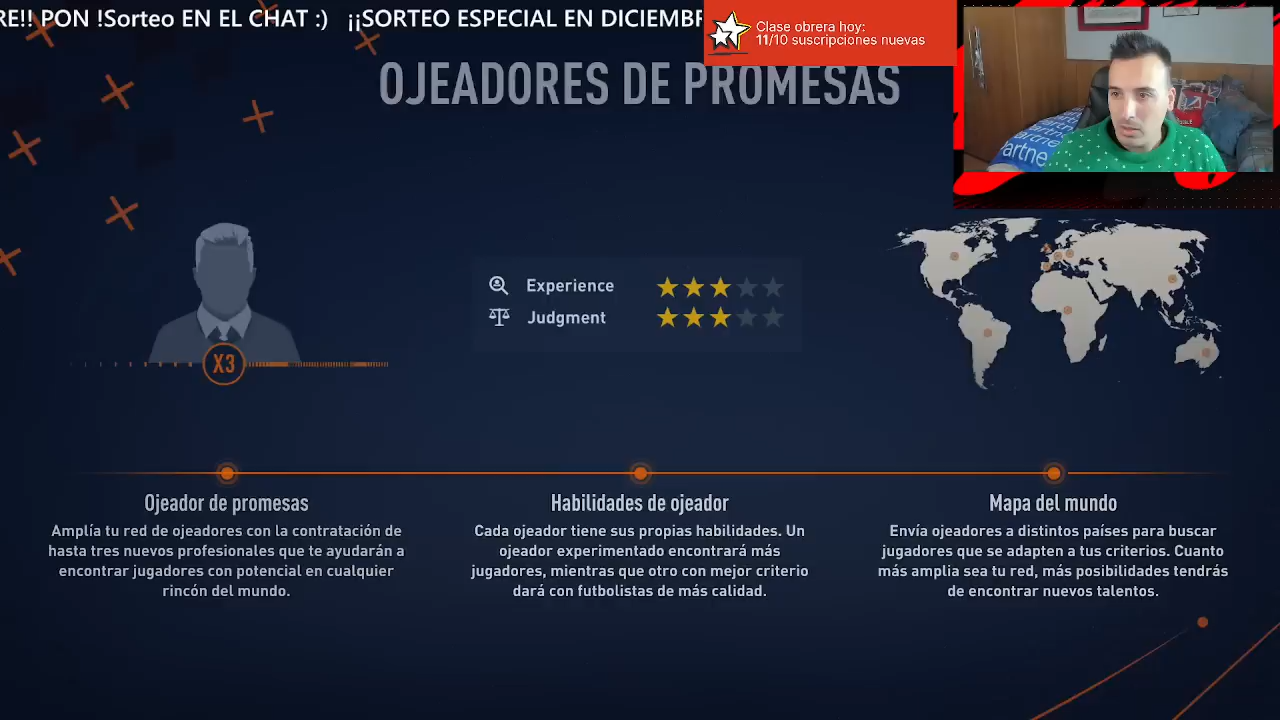 RE!! PON !Sorteo EN EL CHAT :) ¡¡SORTEO ESPECIAL EN DICIEMBR
Clase obrera hoy:
11/10 suscripciones nuevas
OJEADORES DE PROMESAS
Partner
Partner
artne
Experience
Judgment
X3
Ojeador de promesas
Amplía tu red de ojeadores con la contratación de
hasta tres nuevos profesionales que te ayudarán a
encontrar jugadores con potencial en cualquier
rincón del mundo.
Habilidades de ojeador
Cada ojeador tiene sus propias habilidades. Un
ojeador experimentado encontrará más
jugadores, mientras que otro con mejor criterio
dará con futbolistas de más calidad.
Mapa del mundo
Envía ojeadores a distintos países para buscar
jugadores que se adapten a tus criterios. Cuanto
más amplia sea tu red, más posibilidades tendrás
de encontrar nuevos talentos.